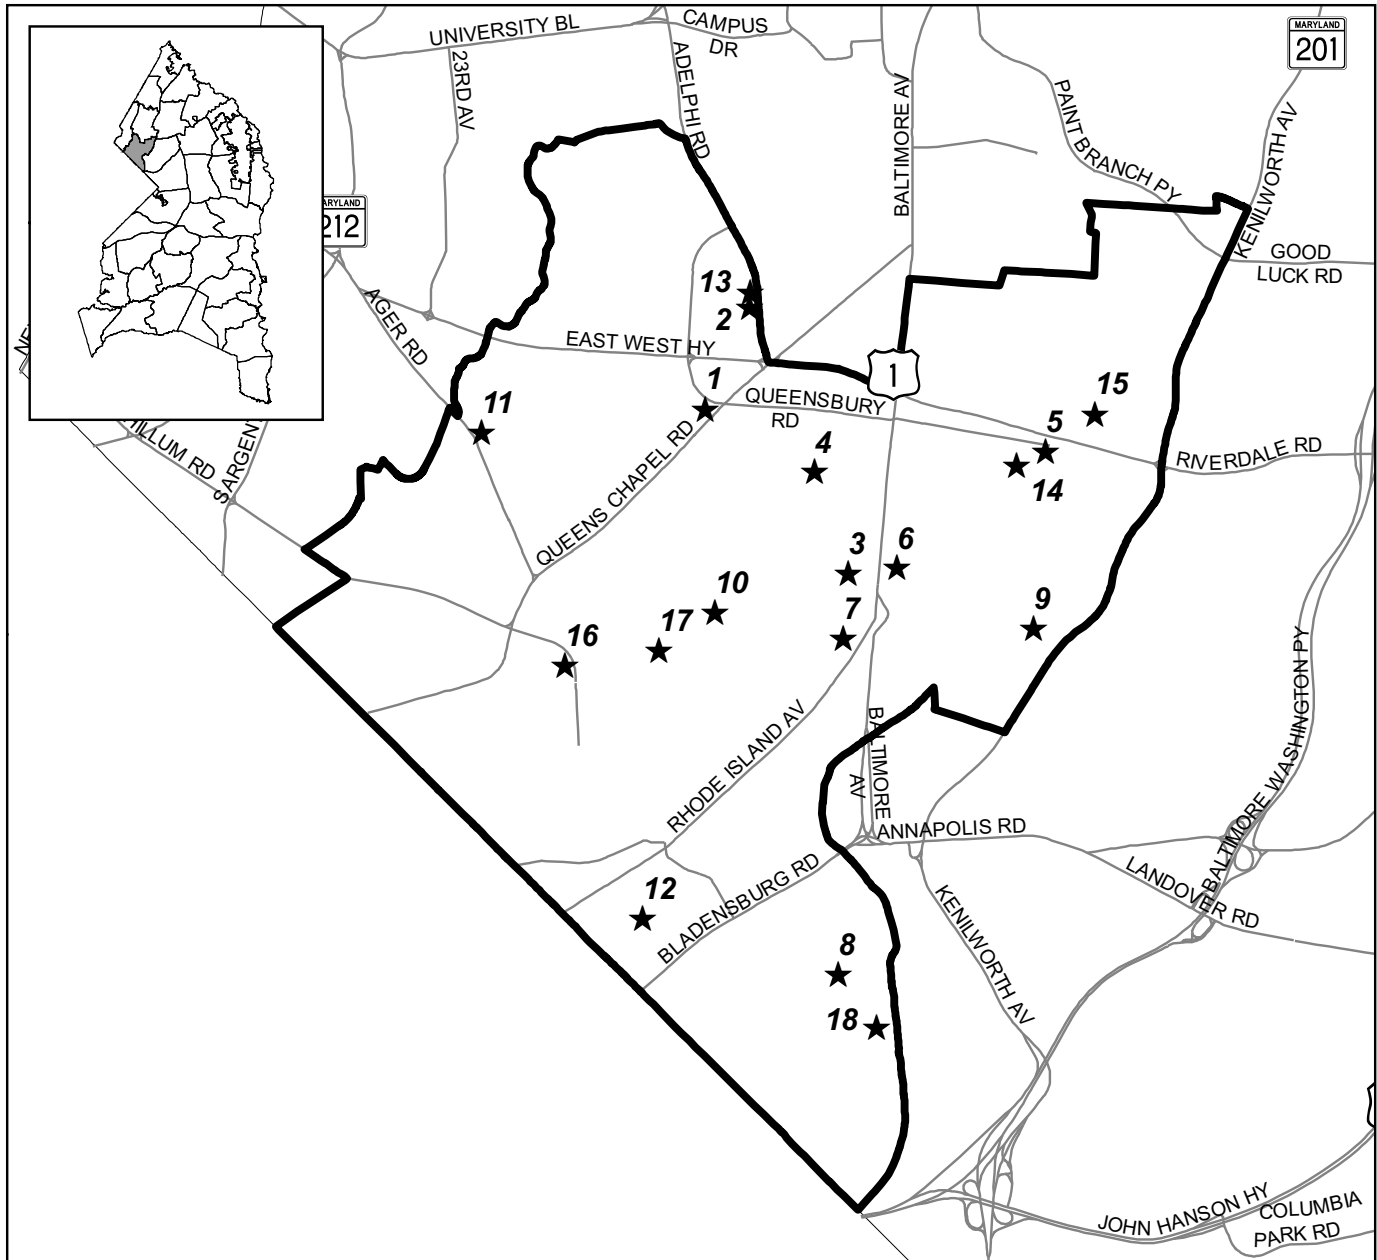 UNIVERSITY BL
CAMPUS
DR
MARYLAND
201
23RD AV
ADELPHI RD
BALTIMORE AV
PAINT BRANCH PY
KENILWORTH AV
212
GOOD
LUCK RD
13
2
AGER RD
EAST WEST HY
1
1
QUEENSBURY
RD
15
11
5
4
SARGENT
QUEENS CHAPEL RD
RIVERDALE RD
14
3
6
10
7
9
17
16
RHODE ISLAND AV
BALTIMORE
AV
BALTIMORE WASHINGTON PY
ANNAPOLIS RD
LANDOVER RD
12
BLADENSBURG RD
KENILWORTH AV
8
18
JOHN HANSON HY
COLUMBIA
PARK RD